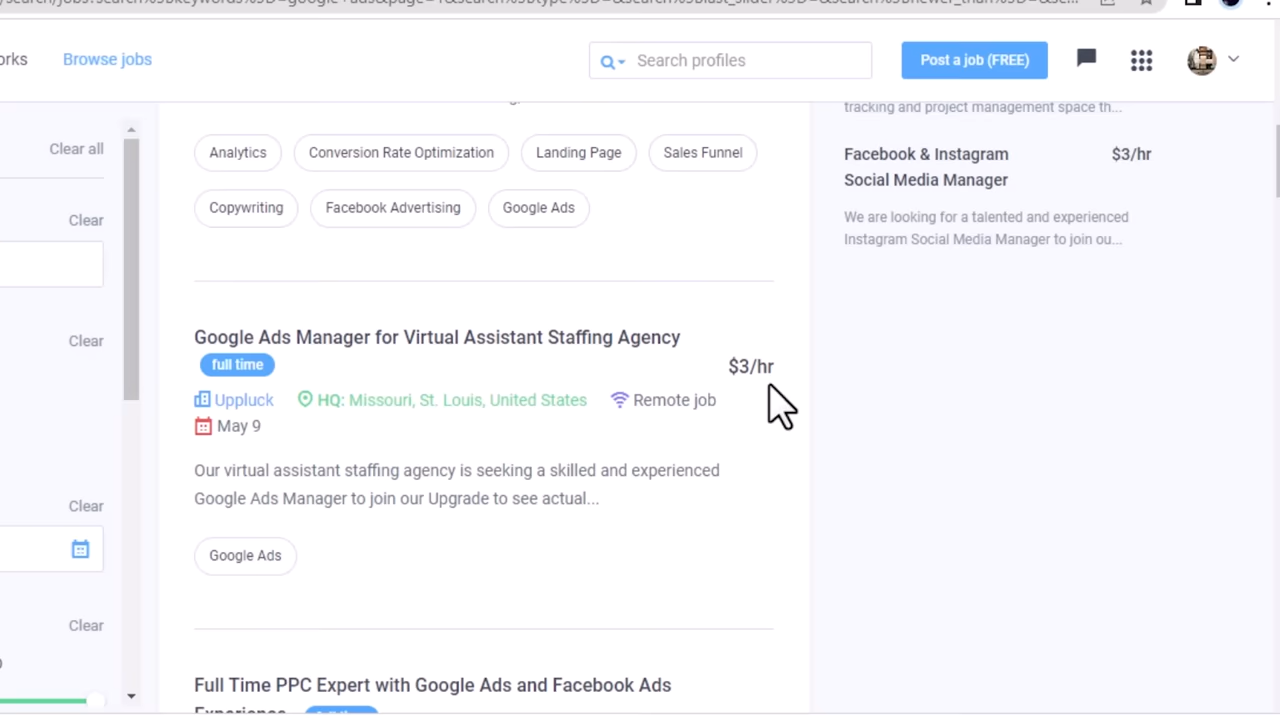 orks
Browse jobs
Search profiles
Post a job (FREE)
Clear all
Clear
Clear
Clear
Clear
Analytics
Conversion Rate Optimization
Landing Page
Sales Funnel
Copywriting
Facebook Advertising
Google Ads
Google Ads Manager for Virtual Assistant Staffing Agency
full time
$3/hr
Uppluck
HQ: Missouri, St. Louis, United States
Remote job
May 9
Our virtual assistant staffing agency is seeking a skilled and experienced
Google Ads Manager to join our Upgrade to see actual...
Google Ads
Full Time PPC Expert with Google Ads and Facebook Ads
Experience
tracking and project management space th...
Facebook & Instagram
$3/hr
Social Media Manager
We are looking for a talented and experienced
Instagram Social Media Manager to join ou...